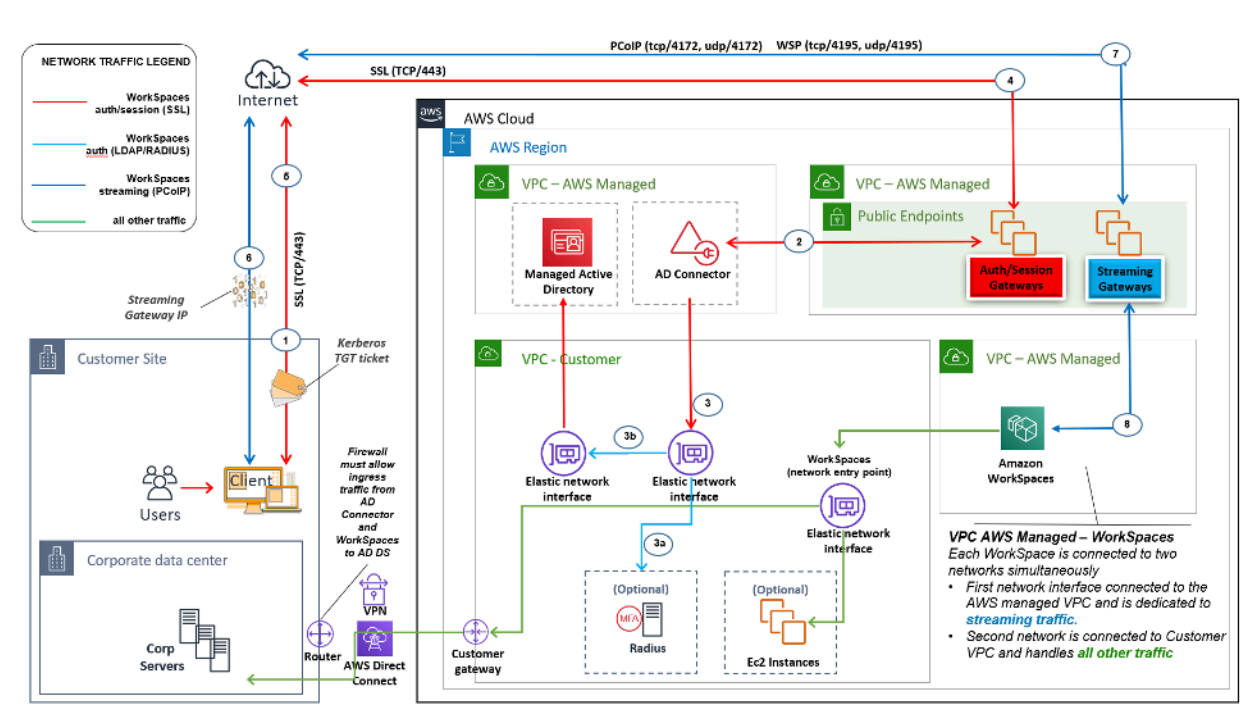 PCoIP (tcp/4172, udp/4172) WSP (tcp/4195, udp/4195)
7
NETWORK TRAFFIC LEGEND
WorkSpaces
auth/session (SSL)
WorkSpaces
auth (LDAP/RADIUS)
WorkSpaces
streaming (PCoIP)
all other traffic
Internet
SSL (TCP/443)
4
aws
AWS Cloud
AWS Region
VPC – AWS Managed
Managed Active
Directory
AD Connector
2
VPC – AWS Managed
Public Endpoints
Auth/Session
Gateways
Streaming
Gateways
5
6
SSL (TCP/443)
Streaming
Gateway IP
1
Kerberos
TGT ticket
Customer Site
Users
Client
Firewall
must allow
ingress
traffic from
AD
Connector
and
WorkSpaces
to AD DS
Corporate data center
Corp
Servers
VPN
Router
AWS Direct
Connect
VPC - Customer
3
3b
Elastic network
interface
Elastic network
interface
3a
WorkSpaces
(network entry point)
Elastic network
interface
Customer
gateway
(Optional)
MFA
Radius
(Optional)
Ec2 Instances
VPC – AWS Managed
8
Amazon
WorkSpaces
VPC AWS Managed – WorkSpaces
Each WorkSpace is connected to two
networks simultaneously
• First network interface connected to the
AWS managed VPC and is dedicated to
streaming traffic.
• Second network is connected to Customer
VPC and handles all other traffic